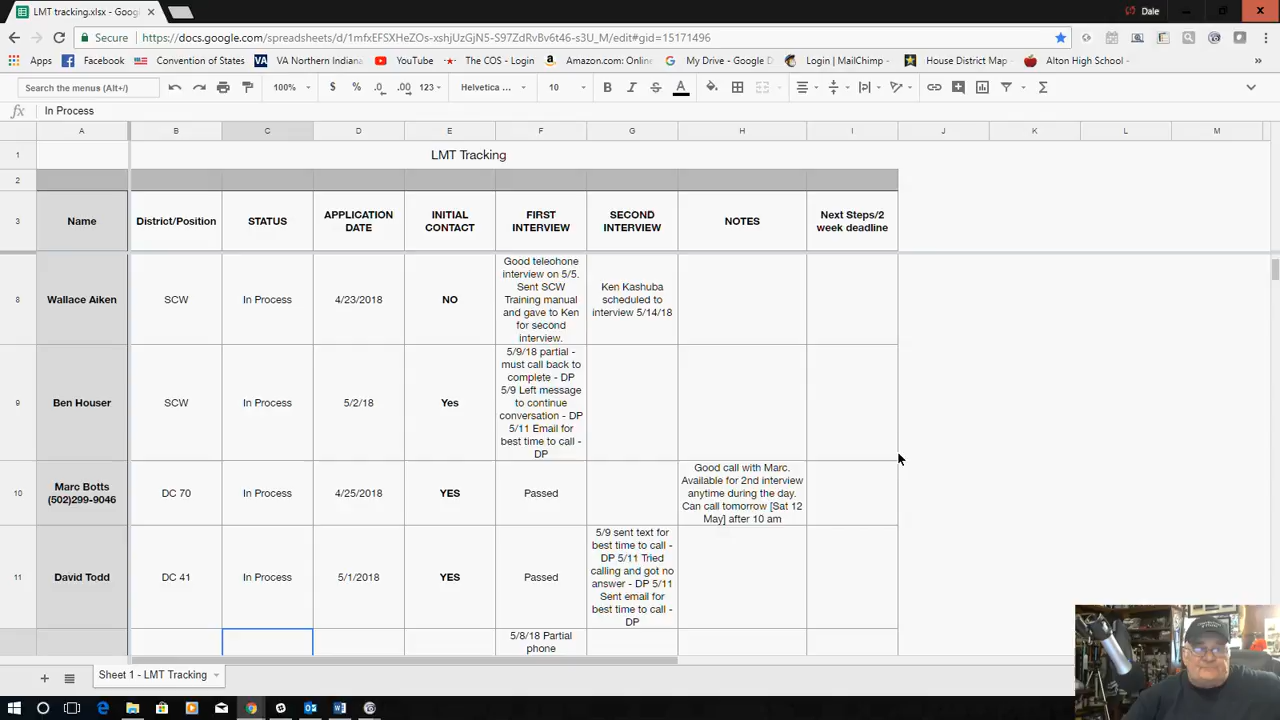 LMT tracking.xlsx - Goog
Dale
Secure
https://docs.google.com/spreadsheets/d/1mfxEFSXHeZOs-xshjUzGjN5-S97ZdRvBv6t46-s3U_M/edit#gid=15171496
Apps
Facebook
Convention of States
VA Northern Indiana
YouTube
The COS - Login
Amazon.com: Online
My Drive - Google D
Login | MailChimp
House District Map
Alton High School -
Search the menus (Alt+/)
100%
$
%
.0
.00
123
Helvetica ...
10
B
I
S
A
fx
In Process
A
B
C
D
E
F
G
H
I
J
K
L
M
1
LMT Tracking
2
3
Name
District/Position
STATUS
APPLICATION
DATE
INITIAL
CONTACT
FIRST
INTERVIEW
SECOND
INTERVIEW
NOTES
Next Steps/2
week deadline
8
Wallace Aiken
SCW
In Process
4/23/2018
NO
Good teleohone
interview on 5/5.
Sent SCW
Training manual
and gave to Ken
for second
interview.
Ken Kashuba
scheduled to
interview 5/14/18
9
Ben Houser
SCW
In Process
5/2/18
Yes
5/9/18 partial -
must call back to
complete - DP
5/9 Left message
to continue
conversation - DP
5/11 Email for
best time to call -
DP
10
Marc Botts
(502)299-9046
DC 70
In Process
4/25/2018
YES
Passed
Good call with Marc.
Available for 2nd interview
anytime during the day.
Can call tomorrow [Sat 12
May] after 10 am
11
David Todd
DC 41
In Process
5/1/2018
YES
Passed
5/9 sent text for
best time to call -
DP 5/11 Tried
calling and got no
answer - DP 5/11
Sent email for
best time to call -
DP
5/8/18 Partial
phone
Sheet 1 - LMT Tracking